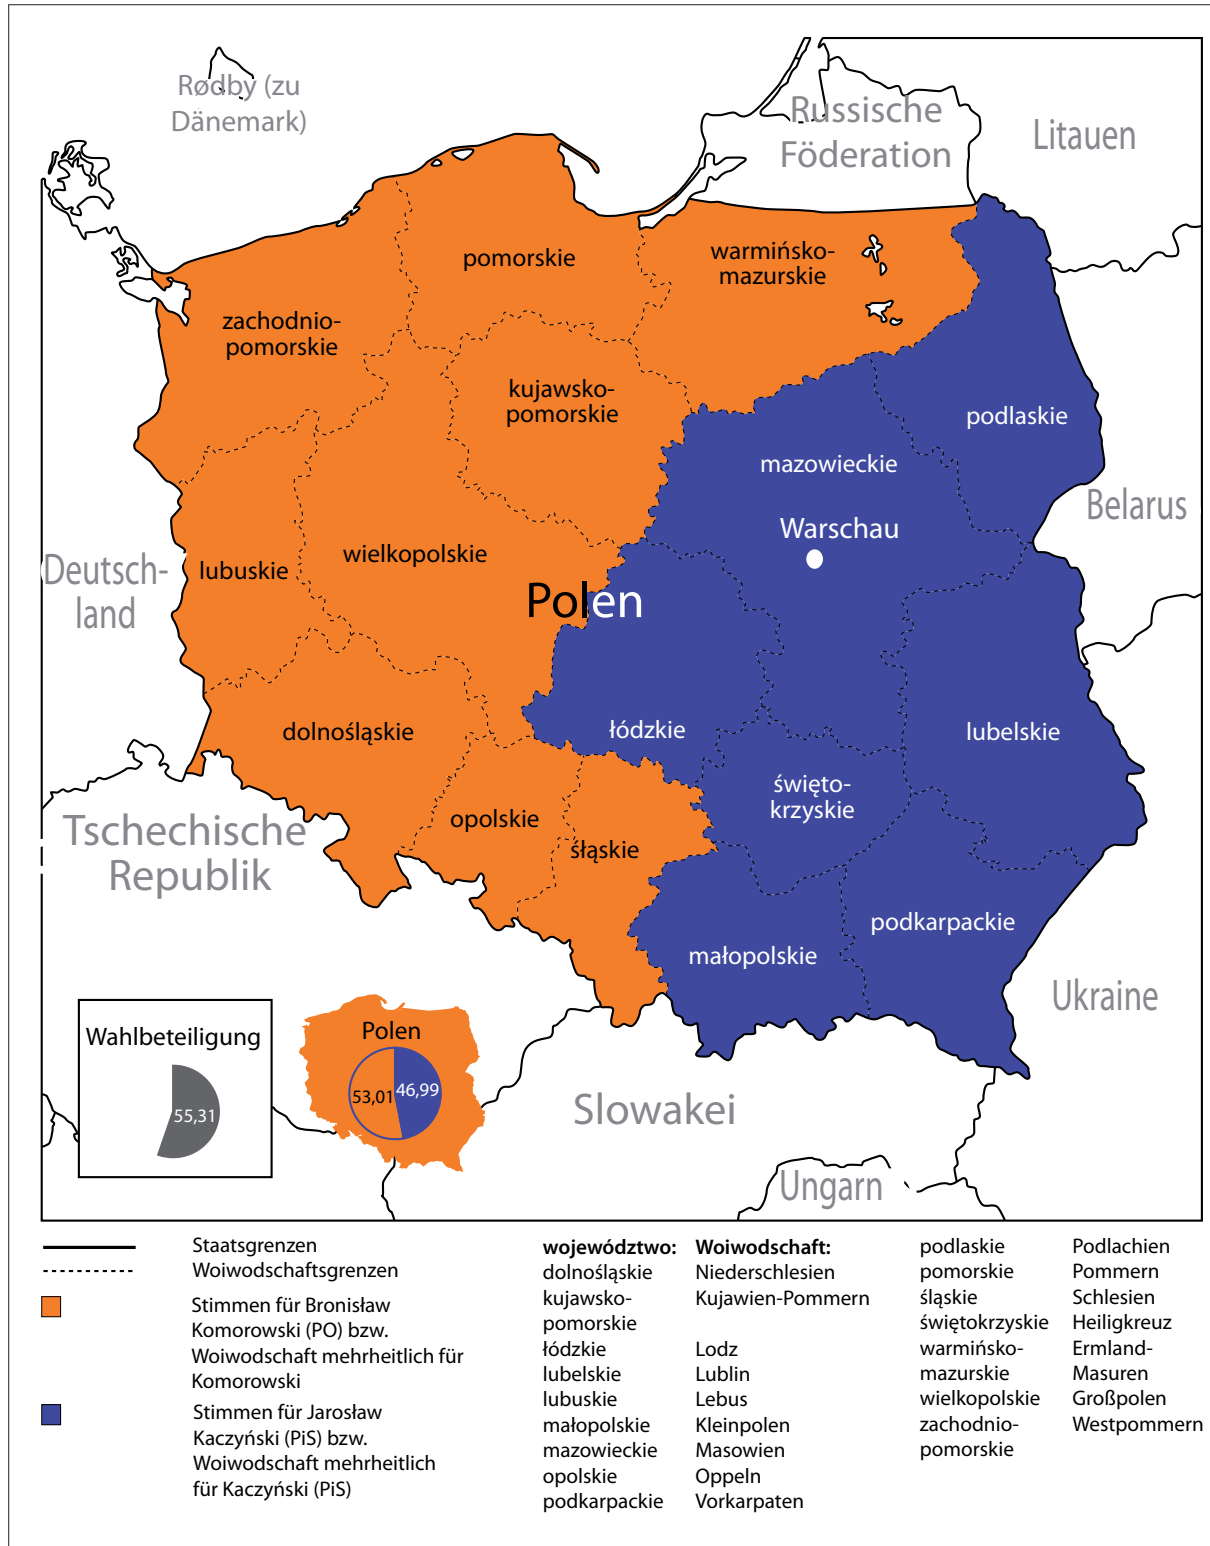 Rødby (zu
Dänemark)
Russische
Föderation
Litauen
pomorskie
warmińsko-
mazurskie
zachodnio-
pomorskie
kujawsko-
pomorskie
podlaskie
mazowieckie
Belarus
Warschau
wielkopolskie
lubuskie
Deutsch-
land
Polen
dolnośląskie
łódzkie
lubelskie
święto-
krzyskie
opolskie
śłąskie
Tschechische
Republik
podkarpackie
małopolskie
Ukraine
Wahlbeteiligung
55,31
Polen
53,01
46,99
Slowakei
Ungarn
Staatsgrenzen
Woiwodschaftsgrenzen
Stimmen für Bronisław
Komorowski (PO) bzw.
Woiwodschaft mehrheitlich für
Komorowski
Stimmen für Jarosław
Kaczyński (PiS) bzw.
Woiwodschaft mehrheitlich
für Kaczyński (PiS)
województwo: Woiwodschaft:
dolnośląskie Niederschlesien
kujawsko- Kujawien-Pommern
pomorskie
łódzkie Lodz
lubelskie Lublin
lubuskie Lebus
małopolskie Kleinpolen
mazowieckie Masowien
opolskie Oppeln
podkarpackie Vorkarpaten
podlaskie Podlachien
pomorskie Pommern
śląskie Schlesien
świętokrzyskie Heiligkreuz
warmińsko- Ermland-
mazurskie Masuren
wielkopolskie Großpolen
zachodnio- Westpommern
pomorskie